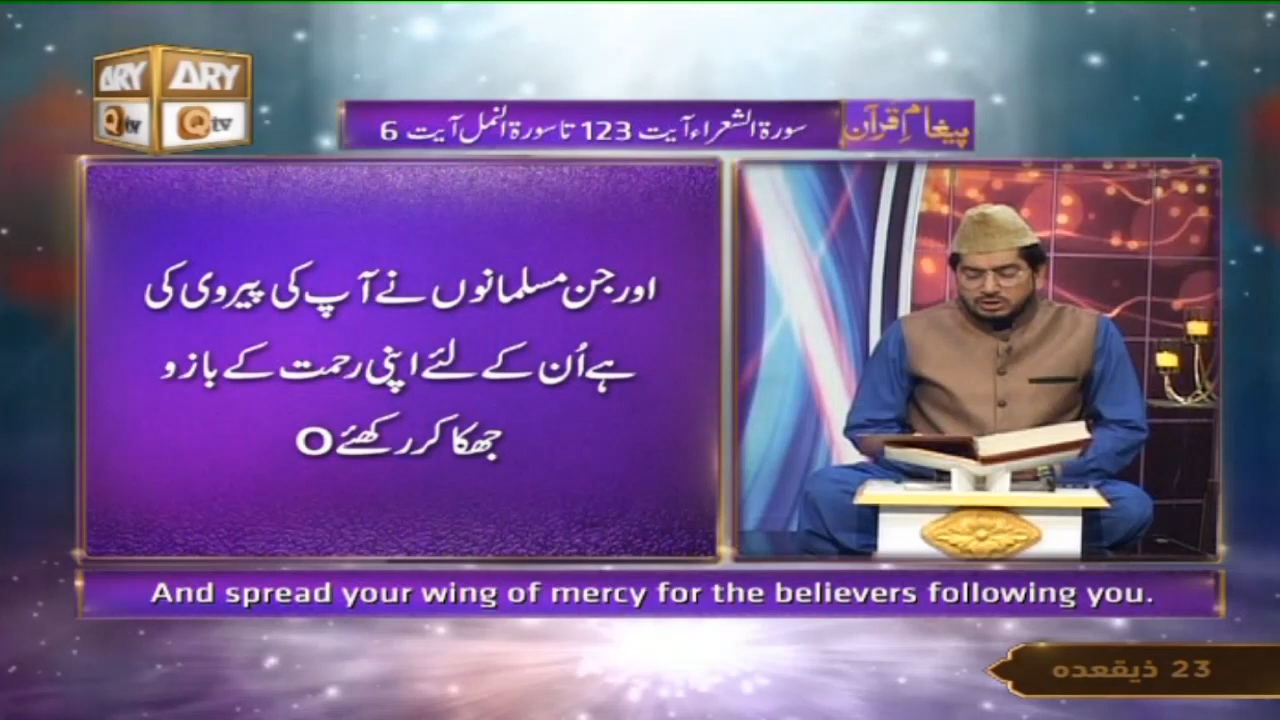 ARY ARY
Qtv Qtv
پیغامِ قرآن
سورۃ الشعراء آیت 123 تا سورۃ النمل آیت 6
اور جن مسلمانوں نے آپ کی پیروی کی
ہے اُن کے لئے اپنی رحمت کے بازو
جھکا کر رکھئے O
And spread your wing of mercy for the believers following you.
23 ذیقعدہ